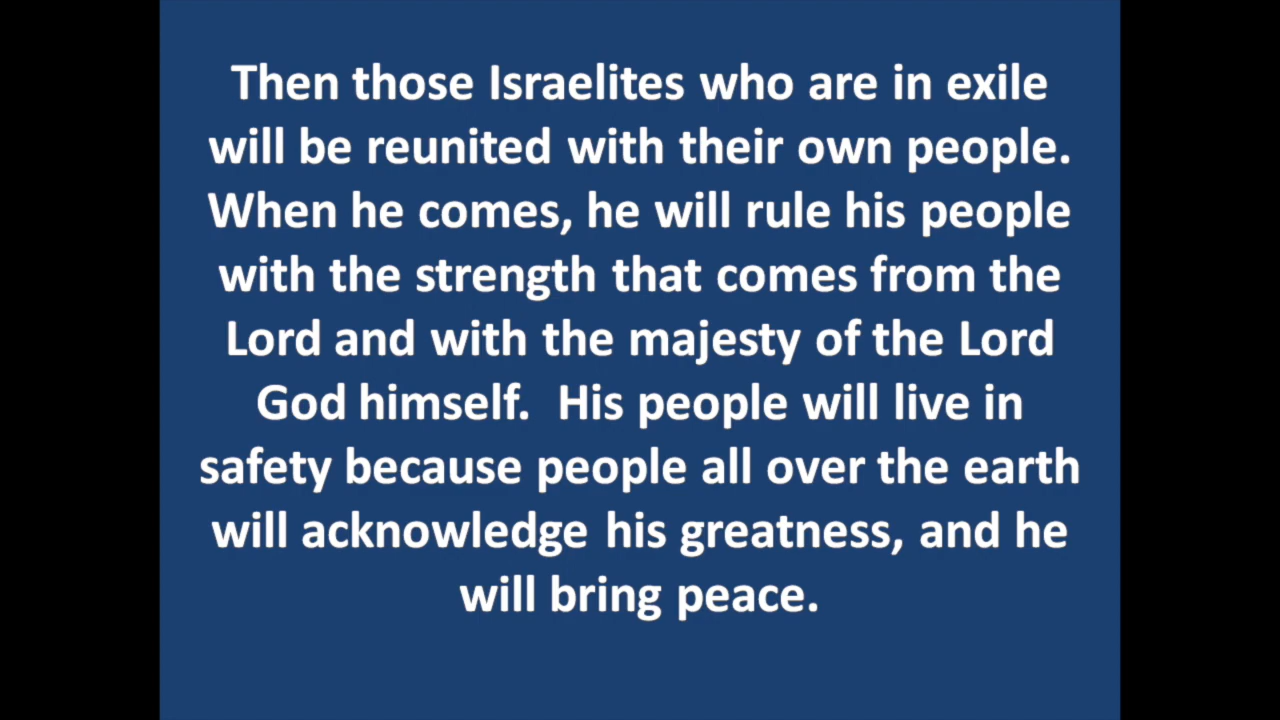 Then those Israelites who are in exile
will be reunited with their own people.
When he comes, he will rule his people
with the strength that comes from the
Lord and with the majesty of the Lord
God himself.  His people will live in
safety because people all over the earth
will acknowledge his greatness, and he
will bring peace.